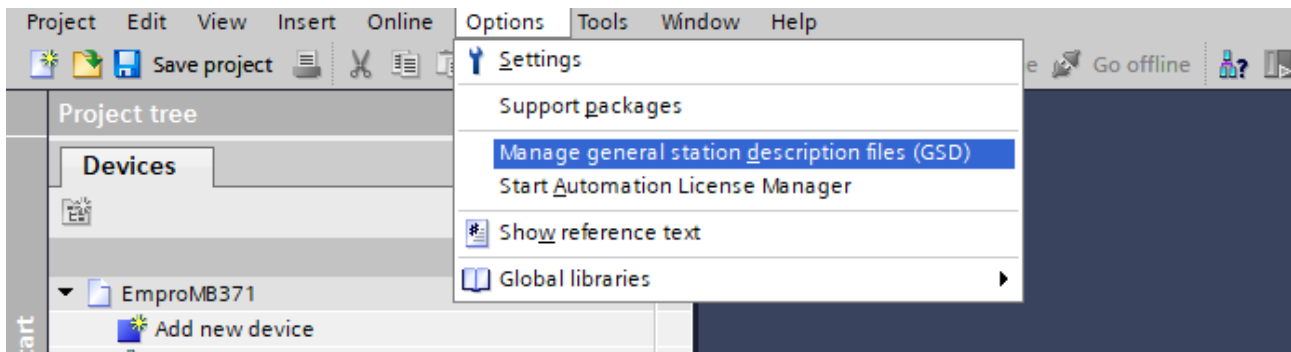 Project Edit View Insert Online Options Tools Window Help
Save project
Go offline
Settings
Support packages
Manage general station description files (GSD)
Start Automation License Manager
Show reference text
Global libraries
Project tree
Devices
EmproMB371
Add new device